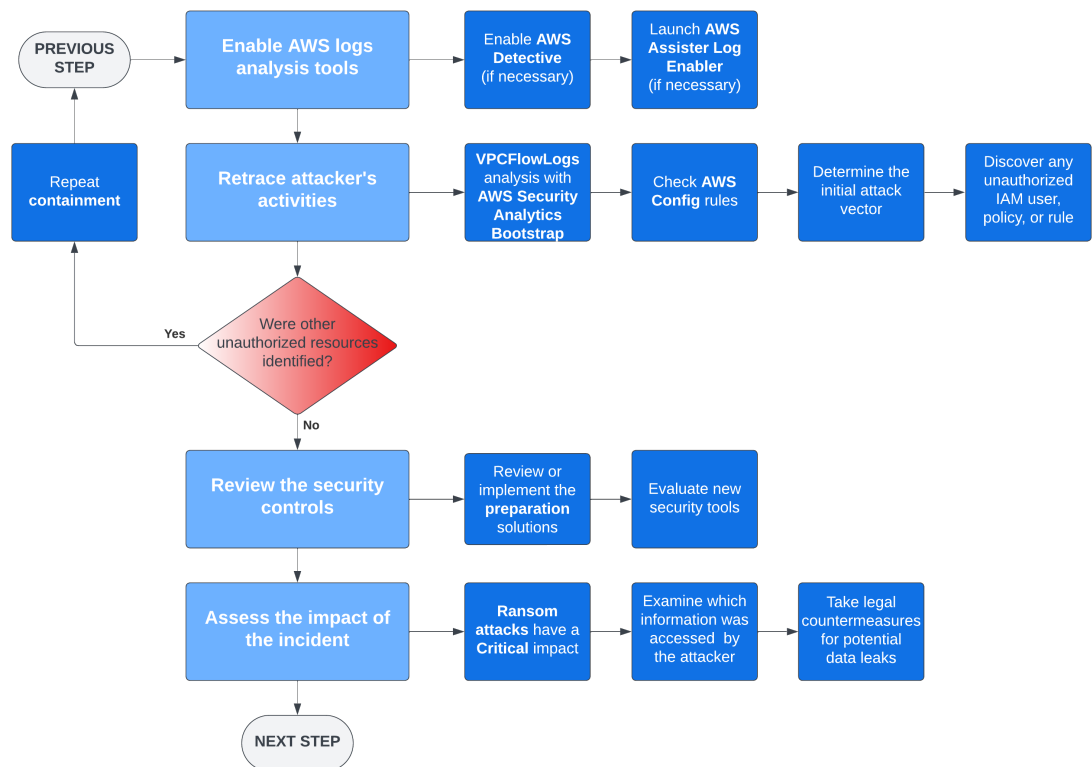 PREVIOUS
STEP
Enable AWS logs
analysis tools
Enable AWS
Detective
(if necessary)
Launch AWS
Assister Log
Enabler
(if necessary)
Repeat
containment
Retrace attacker's
activities
VPCFlowLogs
analysis with
AWS Security
Analytics
Bootstrap
Check AWS
Config rules
Determine the
initial attack
vector
Discover any
unauthorized
IAM user,
policy, or rule
Were other
unauthorized resources
identified?
Yes
No
Review the security
controls
Review or
implement the
preparation
solutions
Evaluate new
security tools
Assess the impact of
the incident
Ransom
attacks have a
Critical impact
Examine which
information was
accessed by
the attacker
Take legal
countermeasures
for potential
data leaks
NEXT STEP